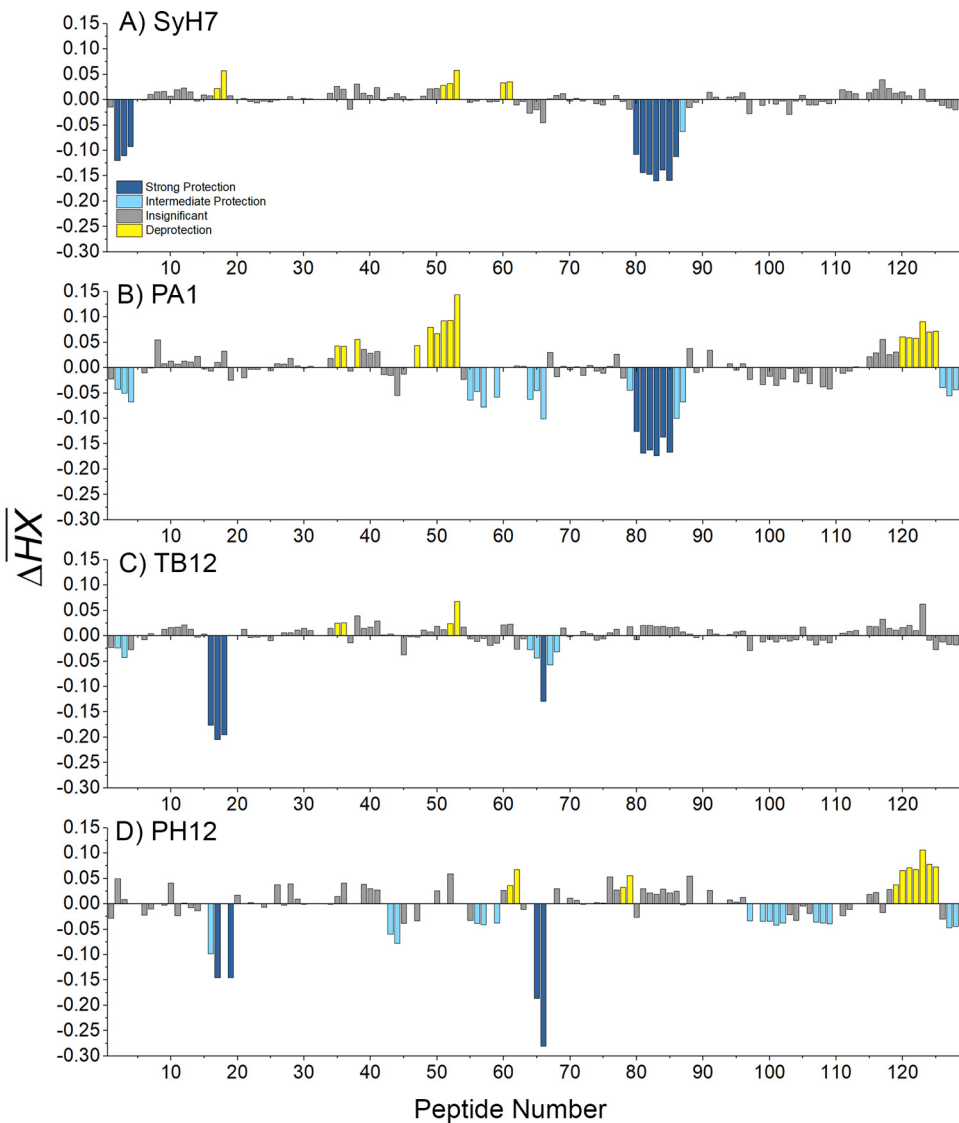 A) SyH7
0.15
0.10
0.05
0.00
-0.05
-0.10
-0.15
-0.20
-0.25
-0.30
Strong Protection
Intermediate Protection
Insignificant
Deprotection
10 20 30 40 50 60 70 80 90 100 110 120
B) PA1
0.15
0.10
0.05
0.00
-0.05
-0.10
-0.15
-0.20
-0.25
-0.30
10 20 30 40 50 60 70 80 90 100 110 120
ΔHX
C) TB12
0.15
0.10
0.05
0.00
-0.05
-0.10
-0.15
-0.20
-0.25
-0.30
10 20 30 40 50 60 70 80 90 100 110 120
D) PH12
0.15
0.10
0.05
0.00
-0.05
-0.10
-0.15
-0.20
-0.25
-0.30
10 20 30 40 50 60 70 80 90 100 110 120
Peptide Number